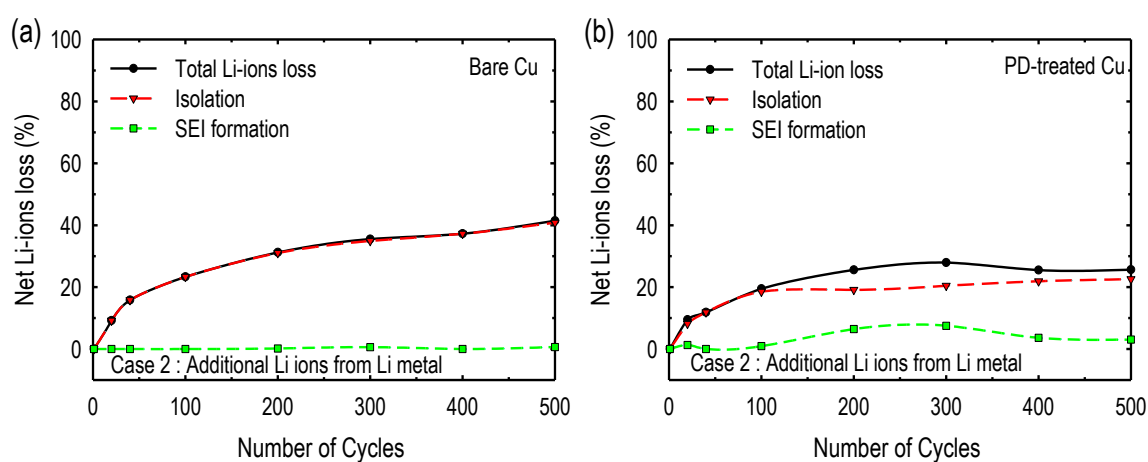 (a)
100
80
60
40
20
0
Net Li-ions loss (%)
Total Li-ions loss
Isolation
SEI formation
Bare Cu
Case 2 : Additional Li ions from Li metal
0 100 200 300 400 500
Number of Cycles
(b)
100
80
60
40
20
0
Net Li-ions loss (%)
Total Li-ion loss
Isolation
SEI formation
PD-treated Cu
Case 2 : Additional Li ions from Li metal
0 100 200 300 400 500
Number of Cycles